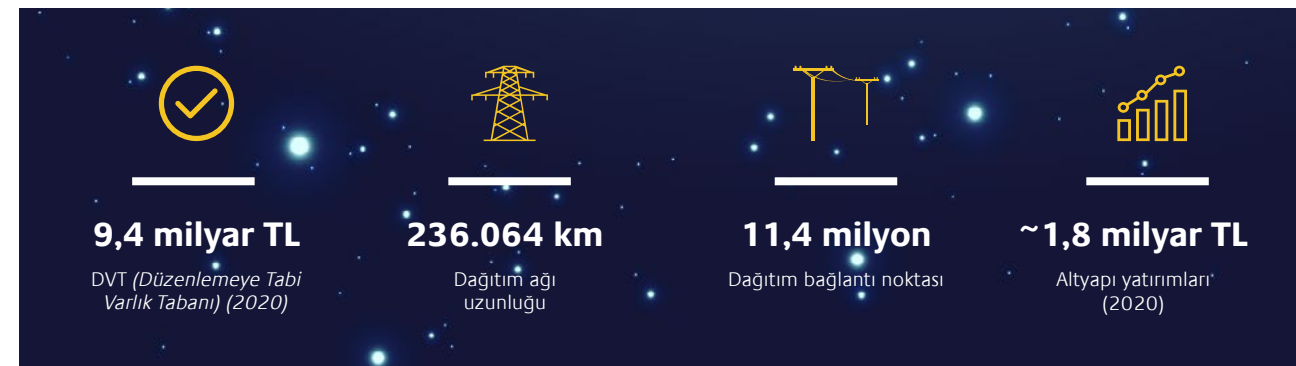 9,4 milyar TL
DVT (Düzenlemeye Tabi
Varlık Tabanı) (2020)
236.064 km
Dağıtım ağı
uzunluğu
11,4 milyon
Dağıtım bağlantı noktası
~1,8 milyar TL
Altyapı yatırımları
(2020)